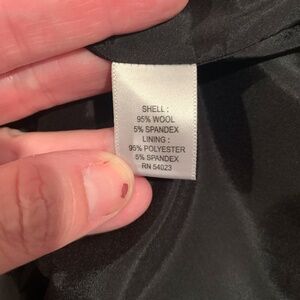 SHELL :
95% WOOL
5% SPANDEX
LINING :
95% POLYESTER
5% SPANDEX
RN 54023